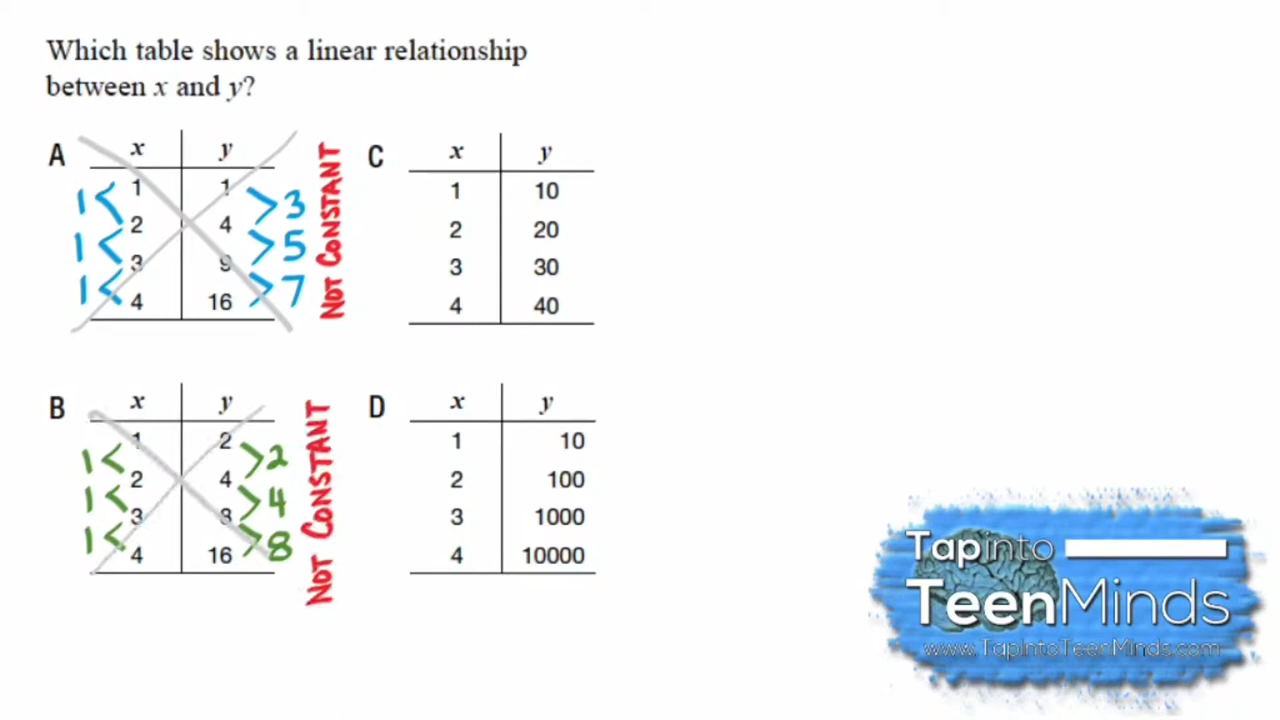 Which table shows a linear relationship
between x and y?
A
x y
1< 1 1 >3
1< 2 4 >5
1< 3 9 >7
4 16
NOT CONSTANT
B
x y
1< 1 2 >2
1< 2 4 >4
1< 3 8 >8
4 16
NOT CONSTANT
C
x y
1 10
2 20
3 30
4 40
D
x y
1 10
2 100
3 1000
4 10000
Tapinto
TeenMinds
www.TapIntoTeenMinds.com